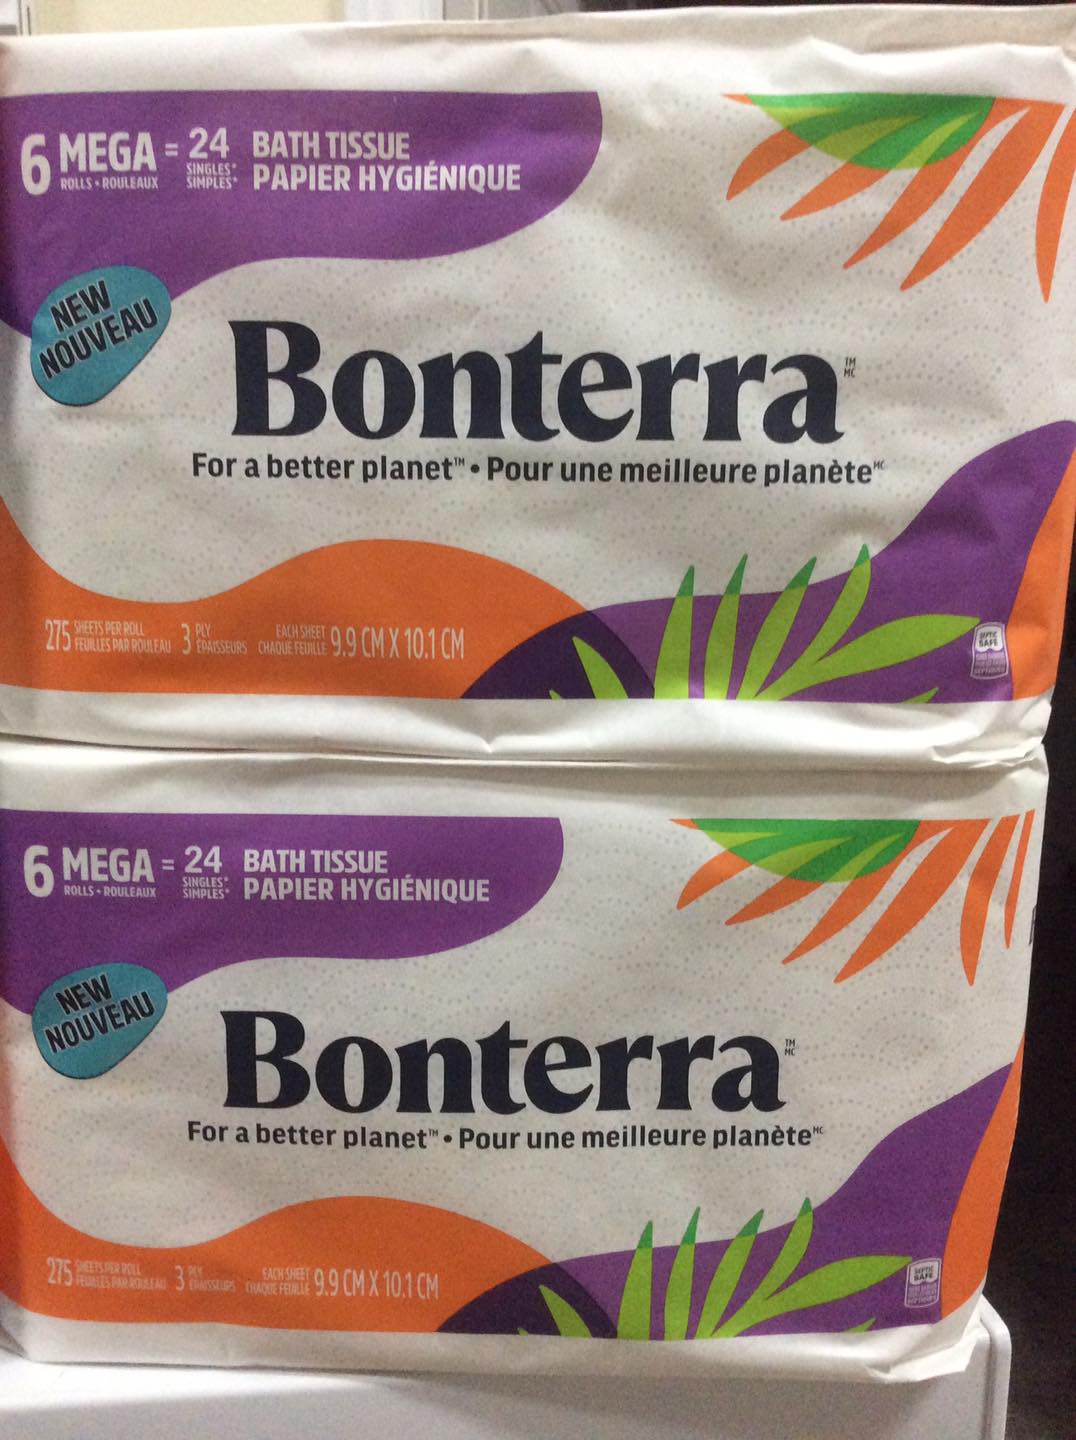 6 MEGA = 24 BATH TISSUE
ROLLS • ROULEAUX SINGLES* SIMPLES* PAPIER HYGIÉNIQUE
NEW
NOUVEAU
Bonterra TM MC
For a better planet™ • Pour une meilleure planète MC
275 SHEETS PER ROLL 3 PLY EACH SHEET 9.9 CM X 10.1 CM
FEUILLES PAR ROULEAU ÉPAISSEURS CHAQUE FEUILLE
SEPTIC
SAFE
6 MEGA = 24 BATH TISSUE
ROLLS • ROULEAUX SINGLES* SIMPLES* PAPIER HYGIÉNIQUE
NEW
NOUVEAU
Bonterra TM MC
For a better planet™ • Pour une meilleure planète MC
275 SHEETS PER ROLL 3 PLY EACH SHEET 9.9 CM X 10.1 CM
FEUILLES PAR ROULEAU ÉPAISSEURS CHAQUE FEUILLE
SEPTIC
SAFE